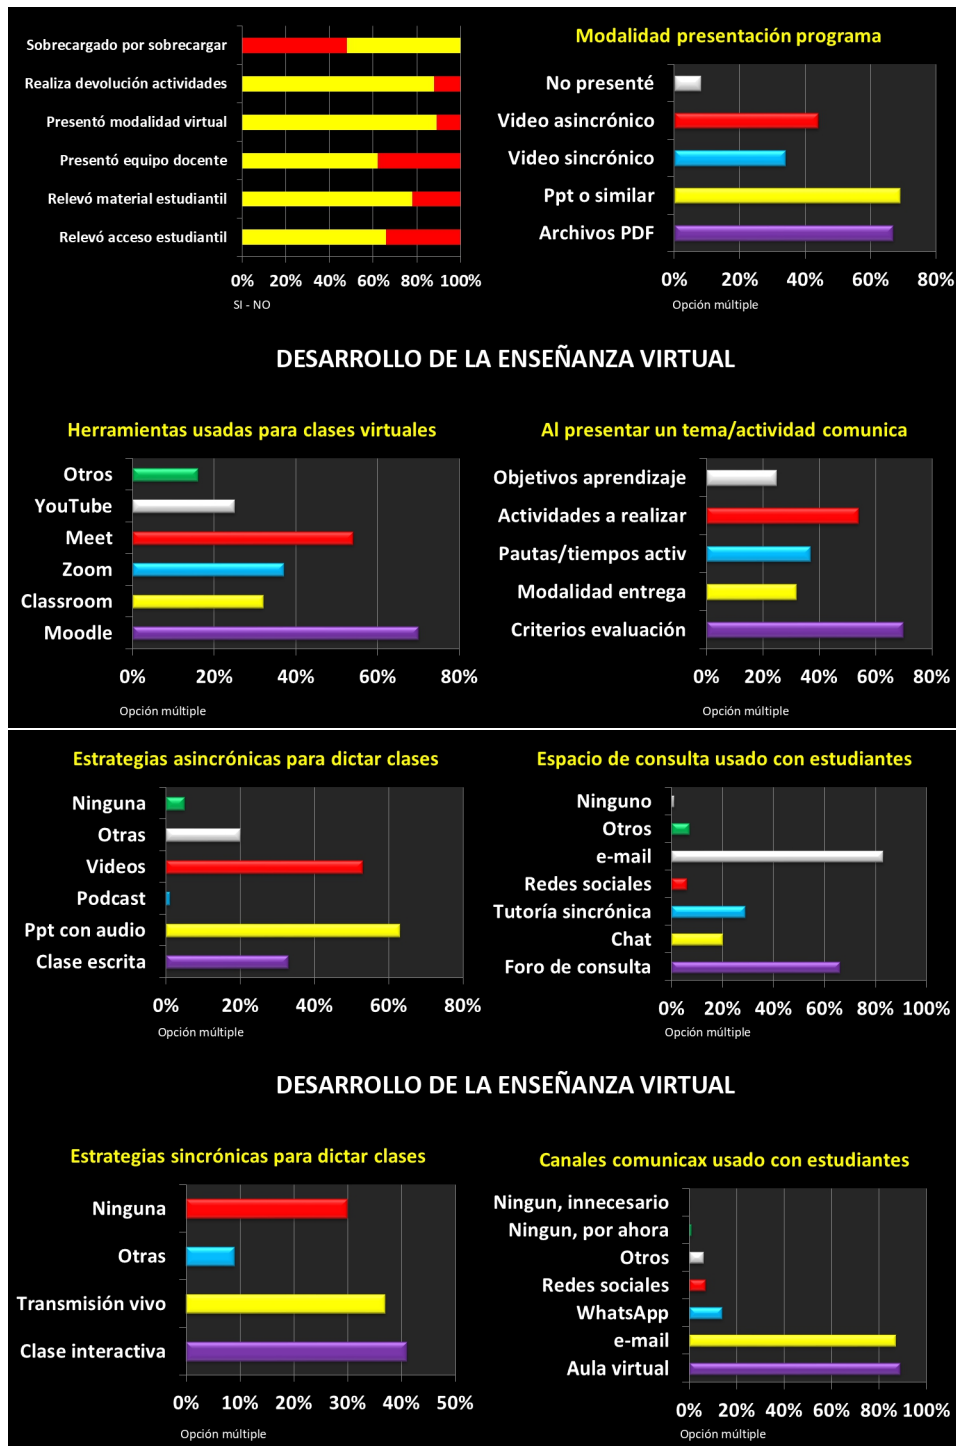 Sobrecargado por sobrecargar
Realiza devolución actividades
Presentó modalidad virtual
Presentó equipo docente
Relevó material estudiantil
Relevó acceso estudiantil
0% 20% 40% 60% 80% 100%
SI - NO
Modalidad presentación programa
No presenté
Video asincrónico
Video sincrónico
Ppt o similar
Archivos PDF
0% 20% 40% 60% 80%
Opción múltiple
DESARROLLO DE LA ENSEÑANZA VIRTUAL
Herramientas usadas para clases virtuales
Otros
YouTube
Meet
Zoom
Classroom
Moodle
0% 20% 40% 60% 80%
Opción múltiple
Al presentar un tema/actividad comunica
Objetivos aprendizaje
Actividades a realizar
Pautas/tiempos activ
Modalidad entrega
Criterios evaluación
0% 20% 40% 60% 80%
Opción múltiple
Estrategias asincrónicas para dictar clases
Ninguna
Otras
Videos
Podcast
Ppt con audio
Clase escrita
0% 20% 40% 60% 80%
Opción múltiple
Espacio de consulta usado con estudiantes
Ninguno
Otros
e-mail
Redes sociales
Tutoría sincrónica
Chat
Foro de consulta
0% 20% 40% 60% 80% 100%
Opción múltiple
DESARROLLO DE LA ENSEÑANZA VIRTUAL
Estrategias sincrónicas para dictar clases
Ninguna
Otras
Transmisión vivo
Clase interactiva
0% 10% 20% 30% 40% 50%
Opción múltiple
Canales comunicax usado con estudiantes
Ningun, innecesario
Ningun, por ahora
Otros
Redes sociales
WhatsApp
e-mail
Aula virtual
0% 20% 40% 60% 80% 100%
Opción múltiple